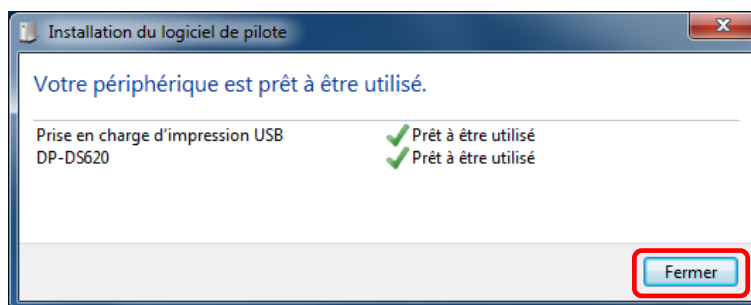 Installation du logiciel de pilote
Votre périphérique est prêt à être utilisé.
Prise en charge d'impression USB Prêt à être utilisé
DP-DS620 Prêt à être utilisé
Fermer